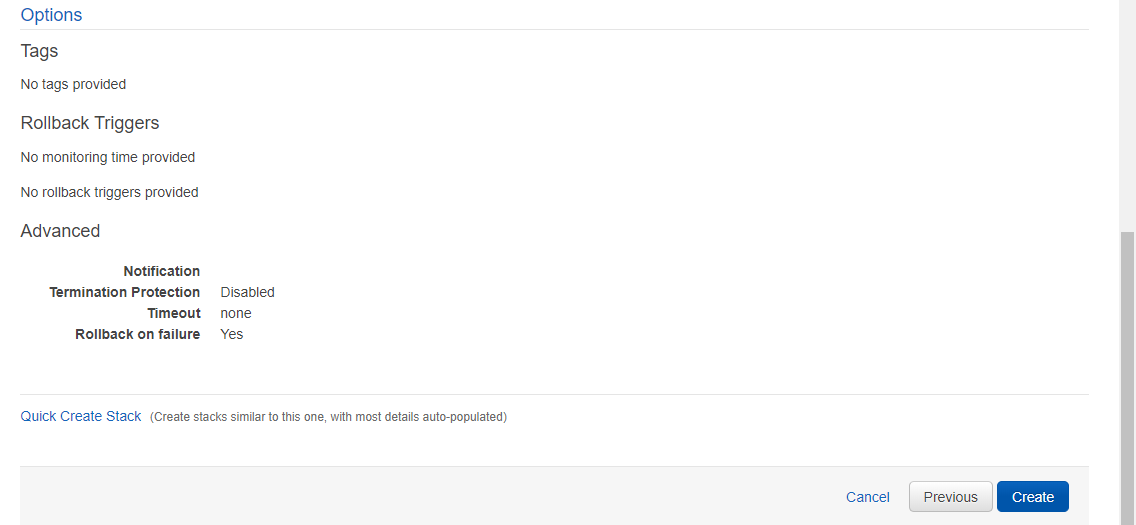 Options
Tags
No tags provided
Rollback Triggers
No monitoring time provided
No rollback triggers provided
Advanced
Notification
Termination Protection Disabled
Timeout none
Rollback on failure Yes
Quick Create Stack (Create stacks similar to this one, with most details auto-populated)
Cancel Previous Create